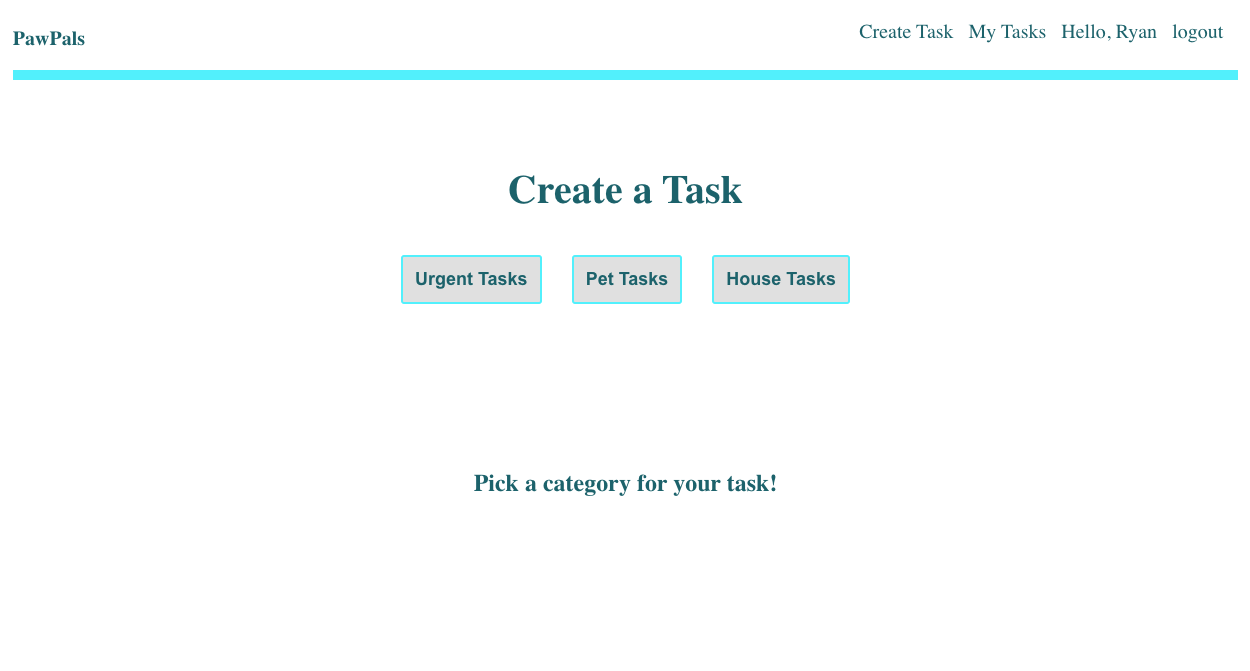 PawPals
Create Task My Tasks Hello, Ryan logout
Create a Task
Urgent Tasks Pet Tasks House Tasks
Pick a category for your task!